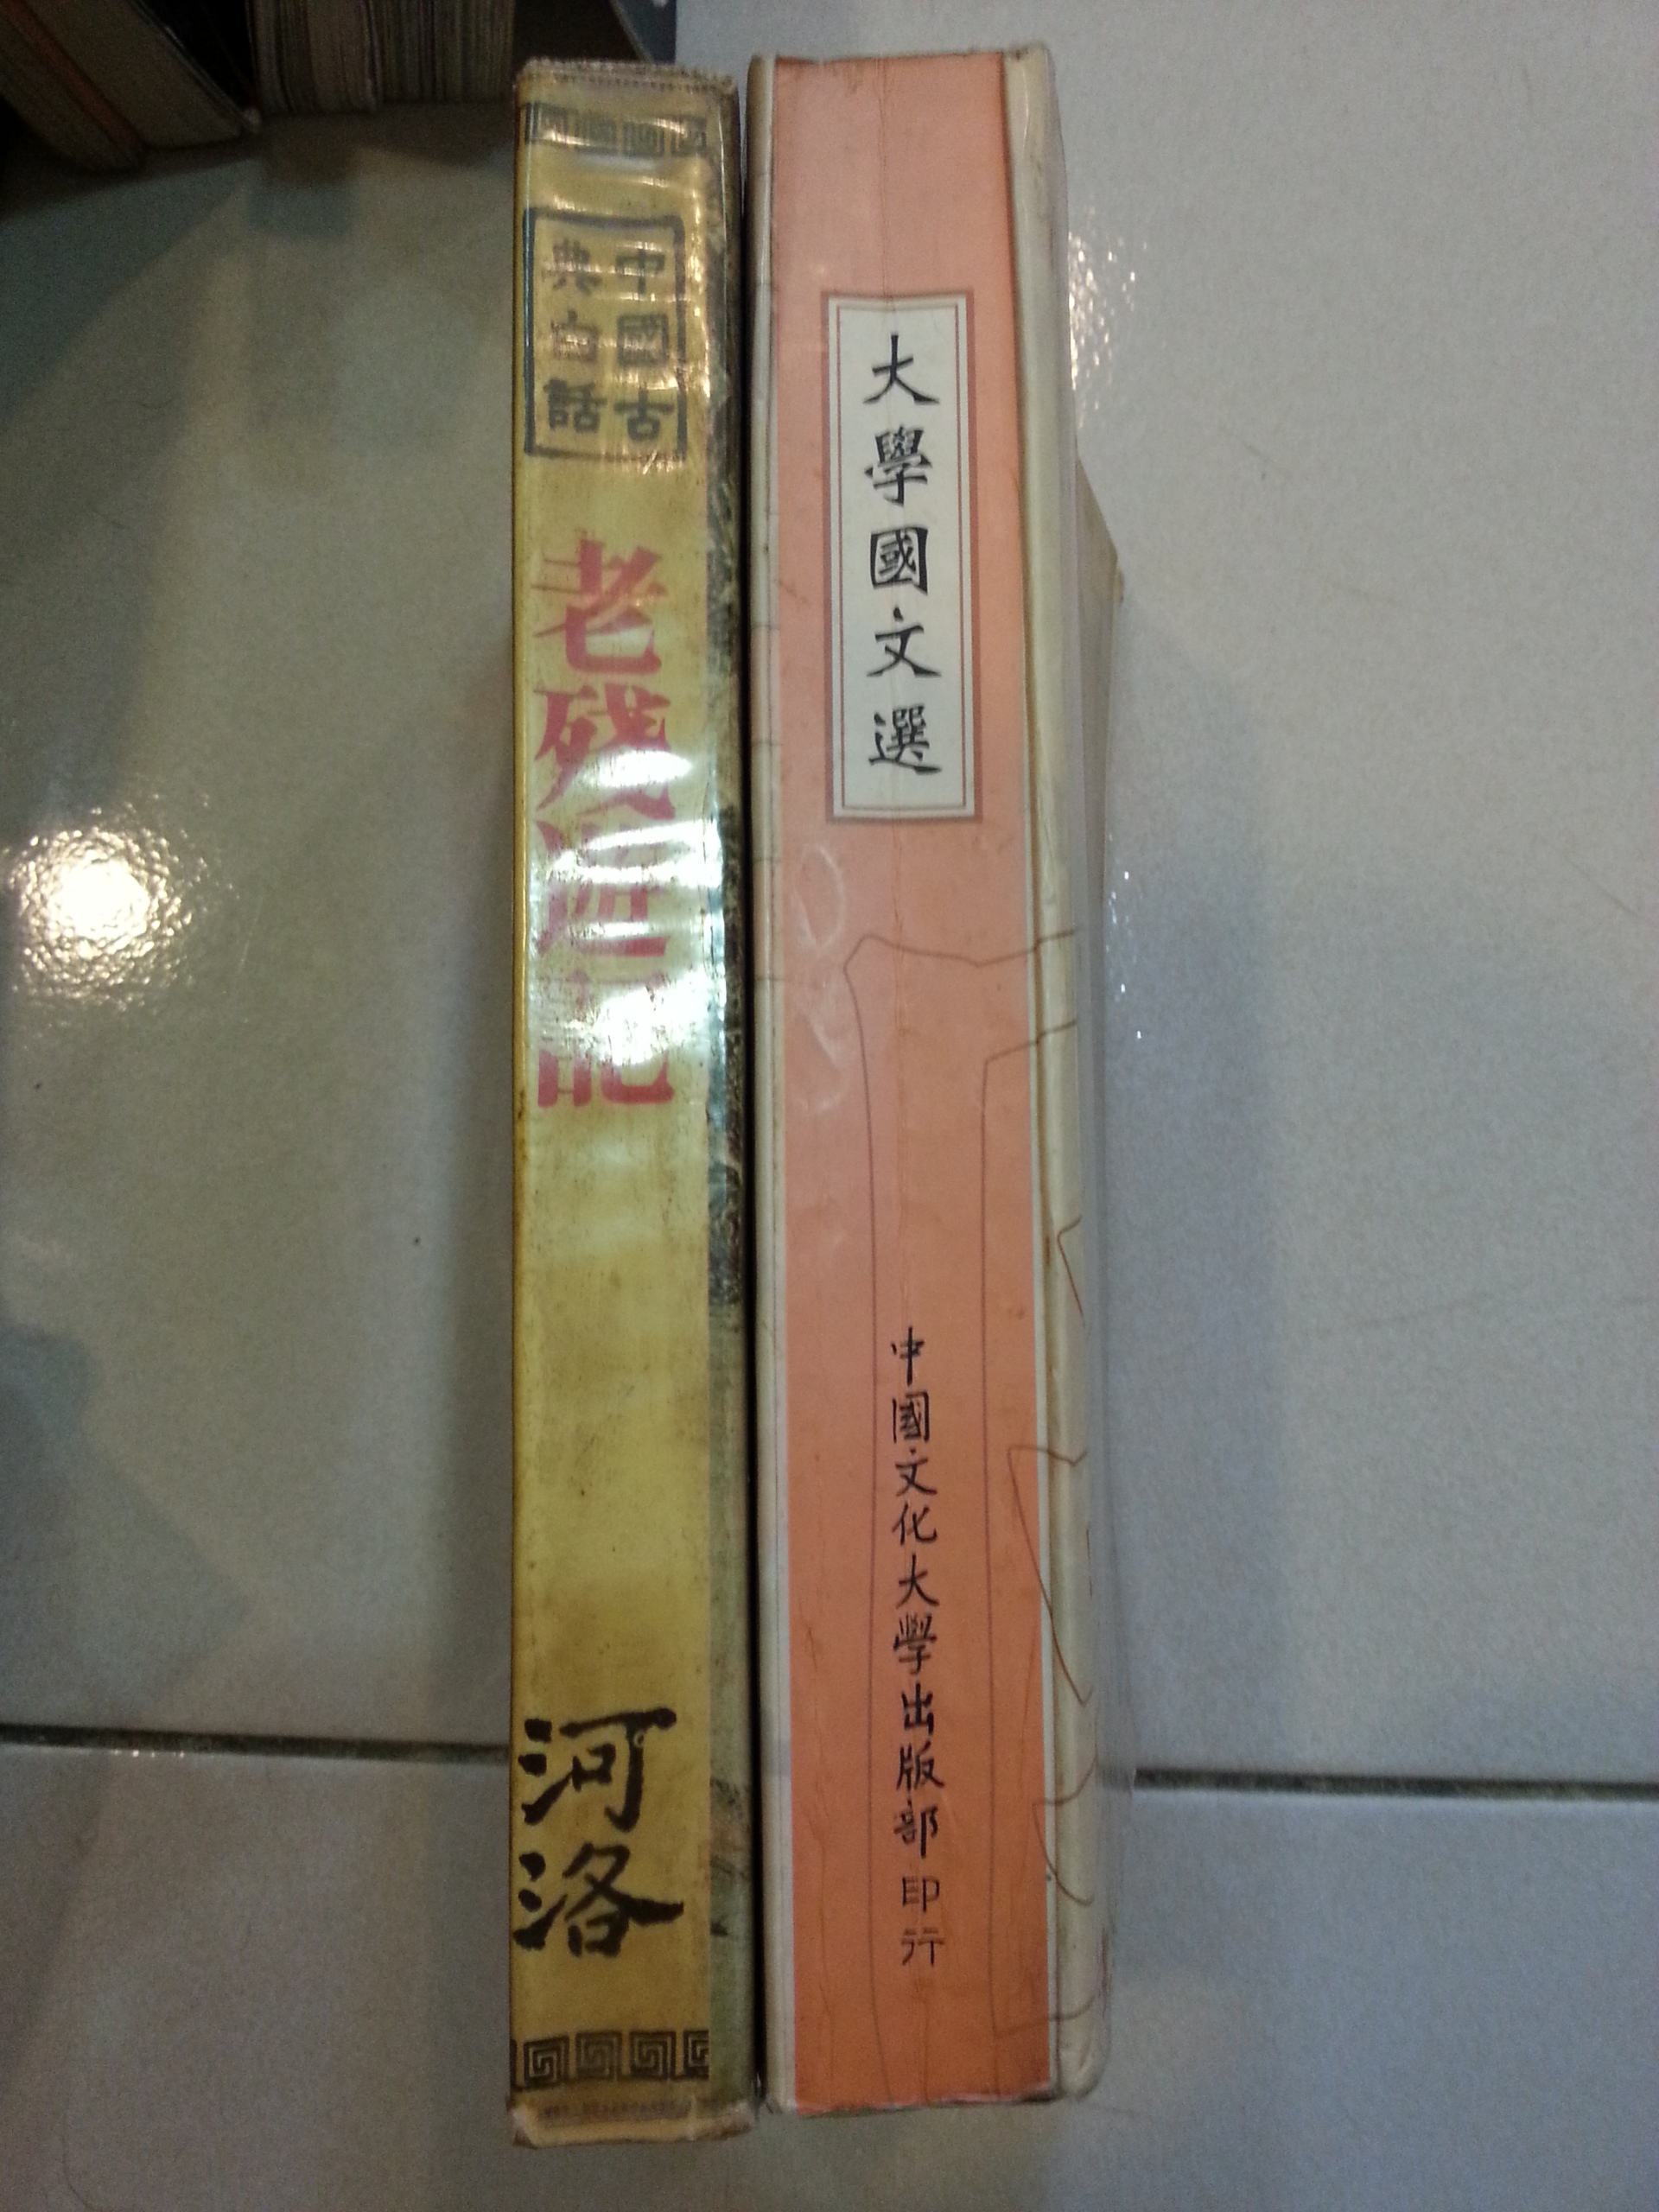 中國古
典白話
老殘遊記
河洛
大學國文選
中國文化大學出版部印行